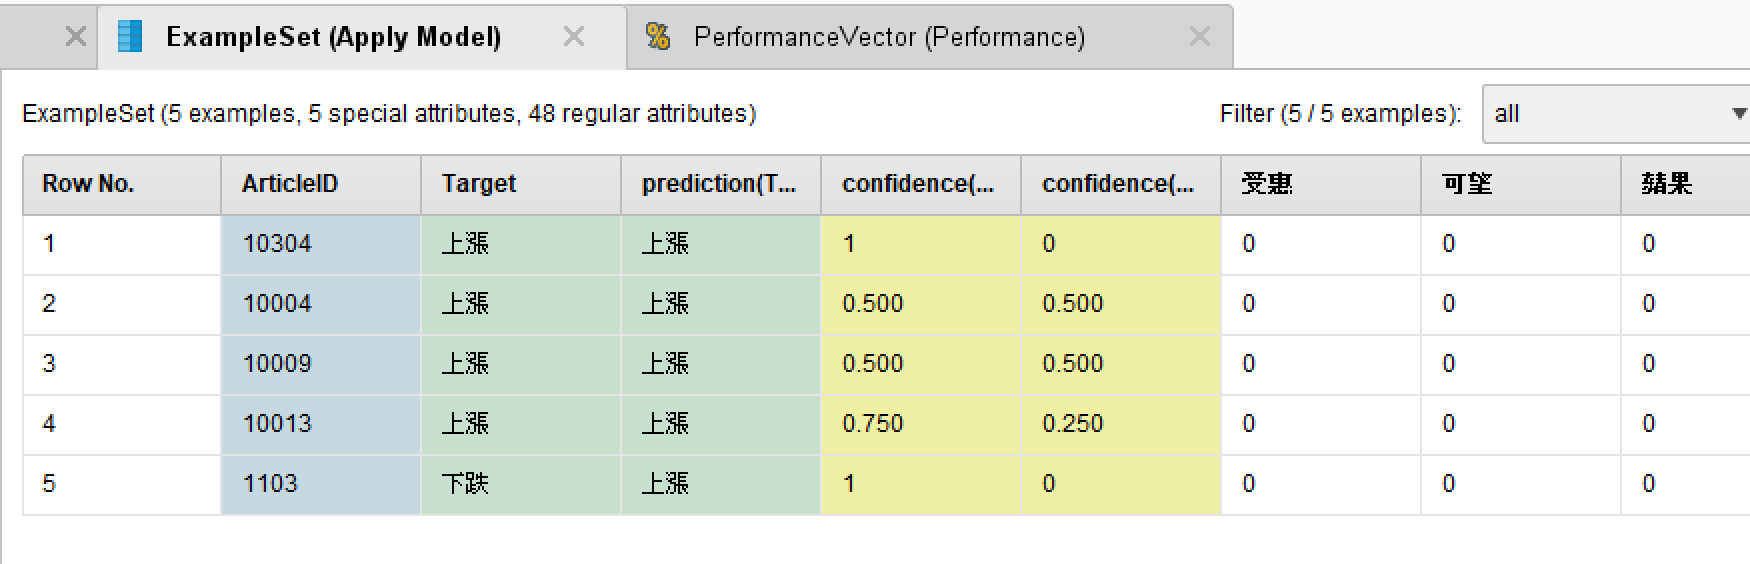 ExampleSet (Apply Model) PerformanceVector (Performance)
ExampleSet (5 examples, 5 special attributes, 48 regular attributes) Filter (5 / 5 examples): all
Row No. ArticleID Target prediction(T... confidence(... confidence(... 受惠 可望 結果
1 10304 上漲 上漲 1 0 0 0 0
2 10004 上漲 上漲 0.500 0.500 0 0 0
3 10009 上漲 上漲 0.500 0.500 0 0 0
4 10013 上漲 上漲 0.750 0.250 0 0 0
5 1103 下跌 上漲 1 0 0 0 0